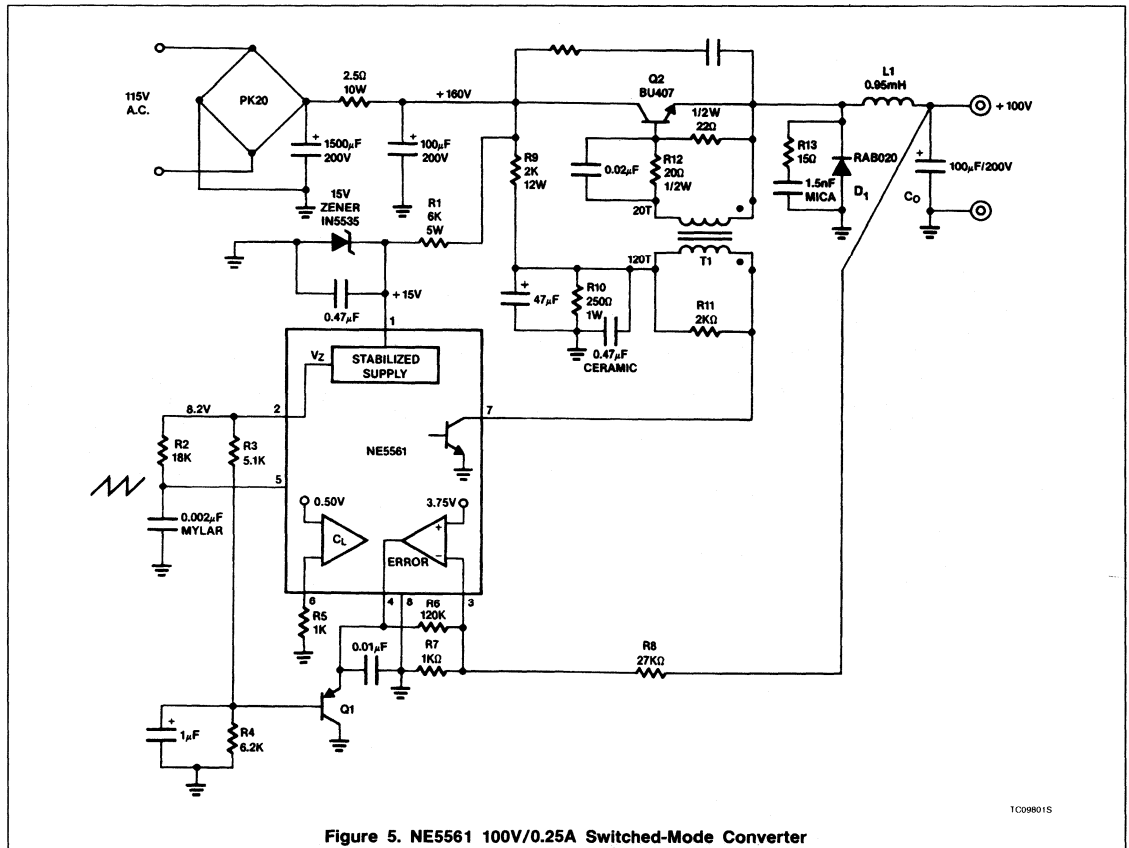 115V
A.C.
PK20
2.5Ω
10W
+160V
1500μF
200V
+
100μF
200V
+
Q2
BU407
1/2W
22Ω
0.02μF
R12
20Ω
1/2W
20T
R9
2K
12W
R13
15Ω
1.5nF
MICA
RAB020
D1
L1
0.95mH
+100V
+
100μF/200V
CO
15V
ZENER
IN5535
R1
6K
5W
0.47μF
+15V
120T
T1
+
47μF
R10
250Ω
1W
0.47μF
CERAMIC
R11
2KΩ
1
VZ
STABILIZED
SUPPLY
8.2V
2
7
R2
18K
R3
5.1K
NE5561
5
0.002μF
MYLAR
0.50V
CL
3.75V
+
−
ERROR
6
4
8
3
R5
1K
R6
120K
0.01μF
R7
1KΩ
R8
27KΩ
Q1
+
1μF
R4
6.2K
TC09801S
Figure 5. NE5561 100V/0.25A Switched-Mode Converter